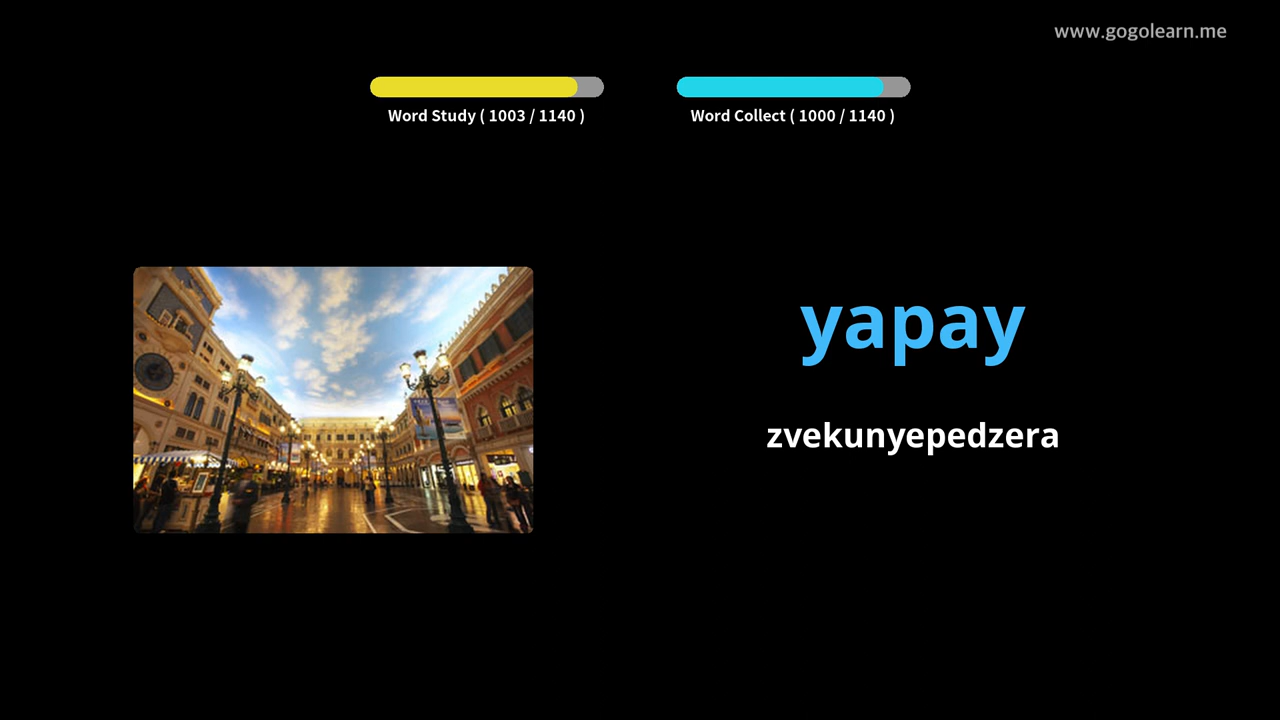 www.gogolearn.me
Word Study ( 1003 / 1140 )
Word Collect ( 1000 / 1140 )
yapay
zvekunyepedzera